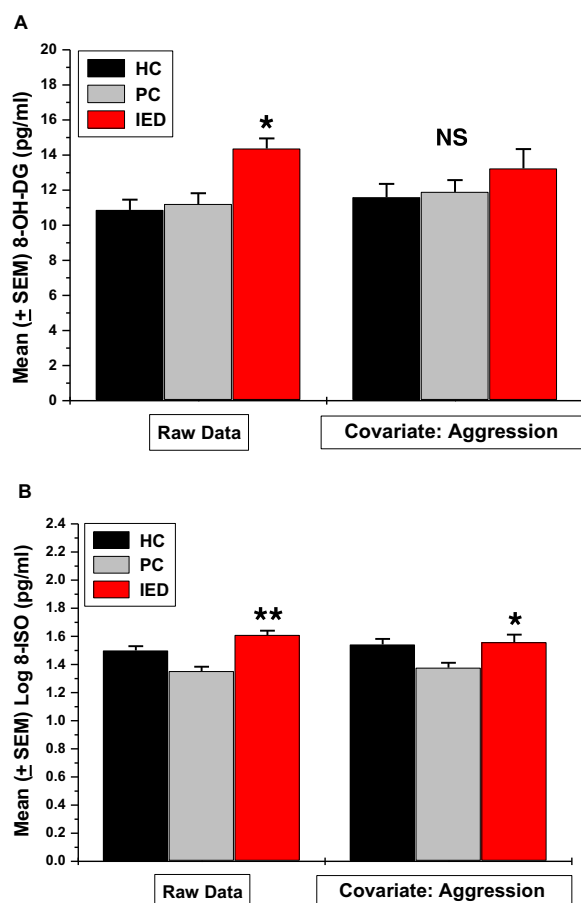 A
Mean (± SEM) 8-OH-DG (pg/ml)
20
18
16
14
12
10
8
6
4
2
0
HC
PC
IED
*
NS
Raw Data
Covariate: Aggression
B
Mean (± SEM) Log 8-ISO (pg/ml)
2.4
2.2
2.0
1.8
1.6
1.4
1.2
1.0
0.8
0.6
0.4
0.2
0.0
HC
PC
IED
**
*
Raw Data
Covariate: Aggression